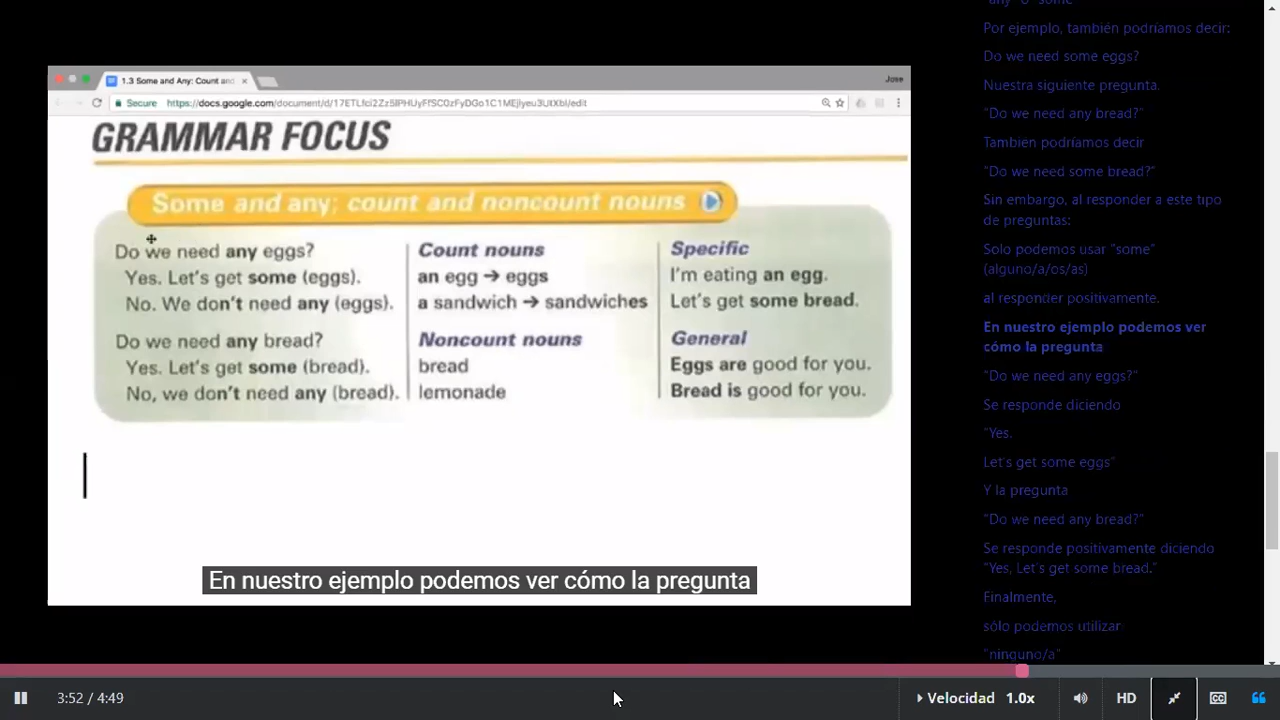 1.3 Some and Any: Count and
Jose
Secure https://docs.google.com/document/d/
GRAMMAR FOCUS
Some and any; count and noncount nouns
Do we need any eggs?
Yes. Let's get some (eggs).
No. We don't need any (eggs).
Do we need any bread?
Yes. Let's get some (bread).
No, we don't need any (bread).
Count nouns
an egg → eggs
a sandwich → sandwiches
Noncount nouns
bread
lemonade
Specific
I'm eating an egg.
Let's get some bread.
General
Eggs are good for you.
Bread is good for you.
En nuestro ejemplo podemos ver cómo la pregunta
Por ejemplo, también podríamos decir:
Do we need some eggs?
Nuestra siguiente pregunta.
"Do we need any bread?"
También podríamos decir
"Do we need some bread?"
Sin embargo, al responder a este tipo
de preguntas:
Solo podemos usar "some"
(alguno/a/os/as)
al responder positivamente.
En nuestro ejemplo podemos ver
cómo la pregunta
"Do we need any eggs?"
Se responde diciendo
"Yes.
Let's get some eggs"
Y la pregunta
"Do we need any bread?"
Se responde positivamente diciendo
"Yes, Let's get some bread."
Finalmente,
sólo podemos utilizar
"ninguno/a"
3:52 / 4:49
Velocidad 1.0x
HD
CC